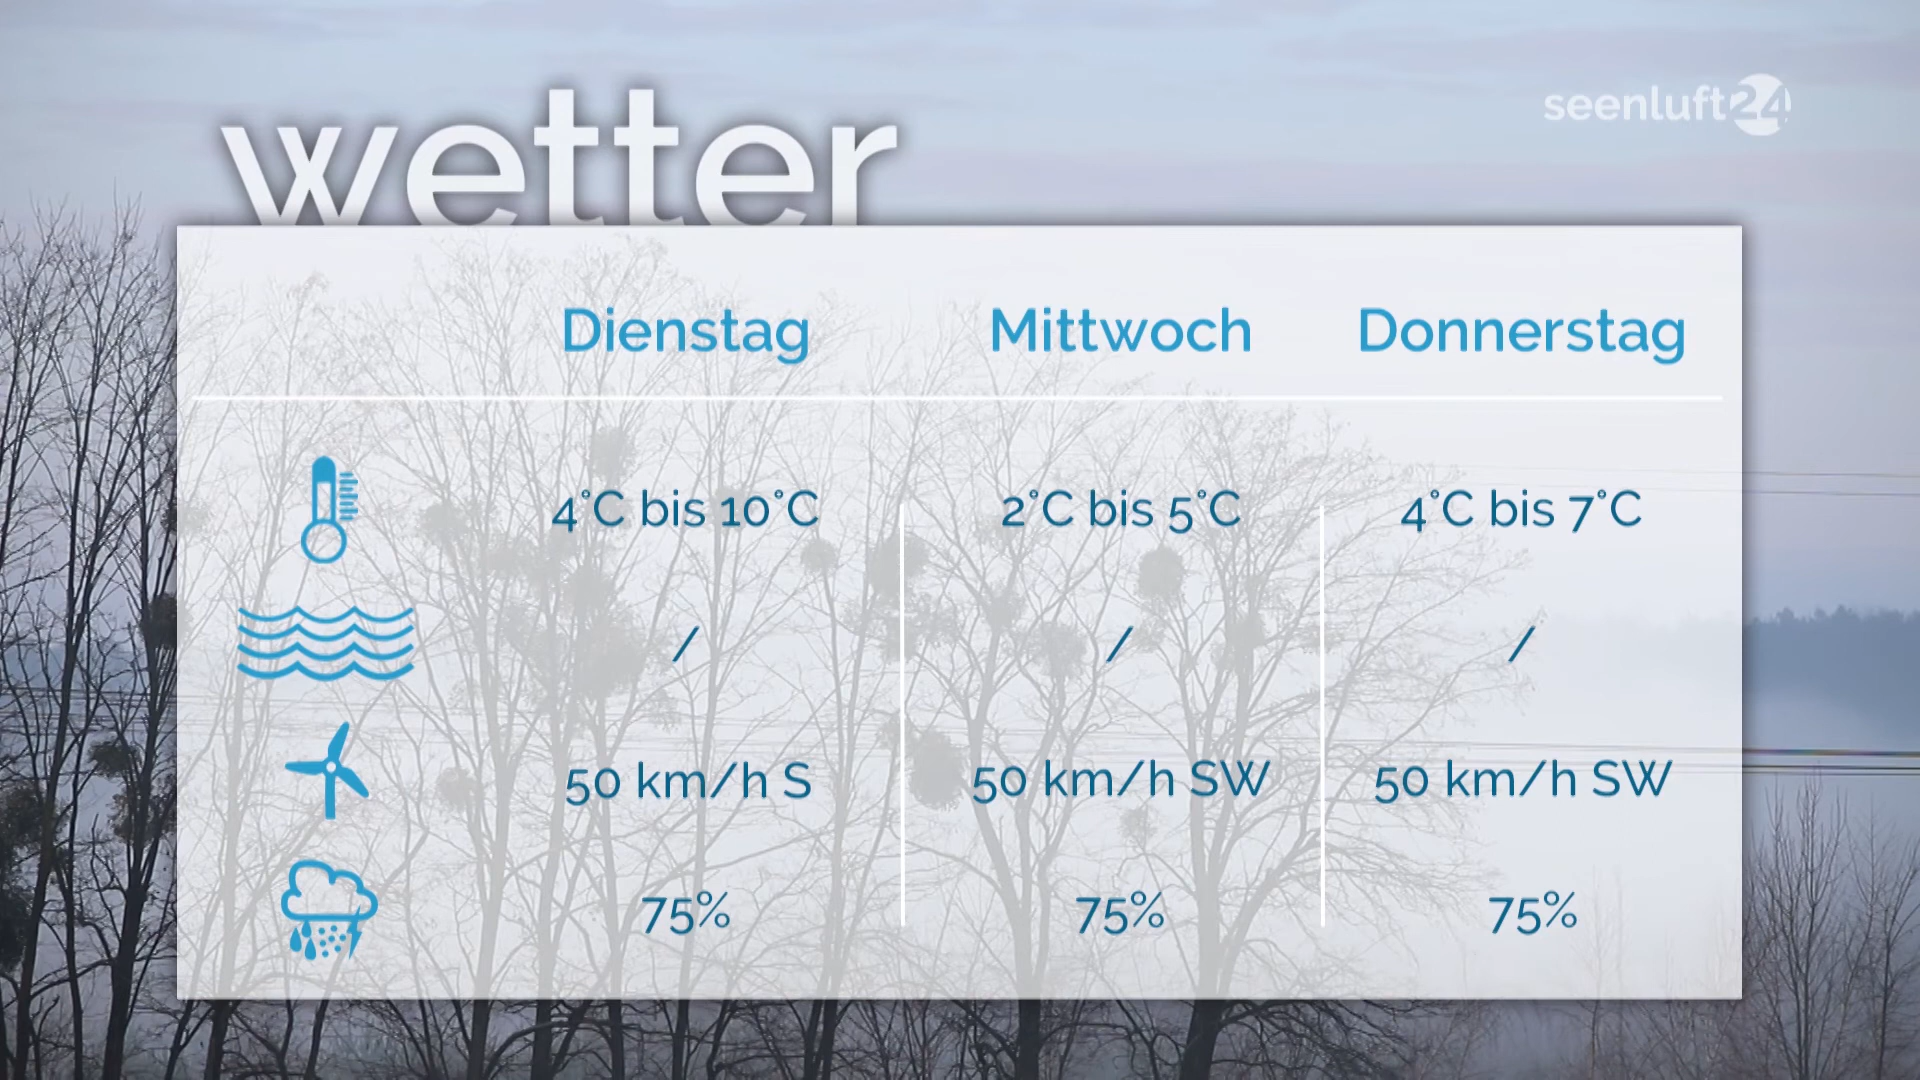 wetter
seenluft24
Dienstag Mittwoch Donnerstag
4°C bis 10°C 2°C bis 5°C 4°C bis 7°C
/ / /
50 km/h S 50 km/h SW 50 km/h SW
75% 75% 75%